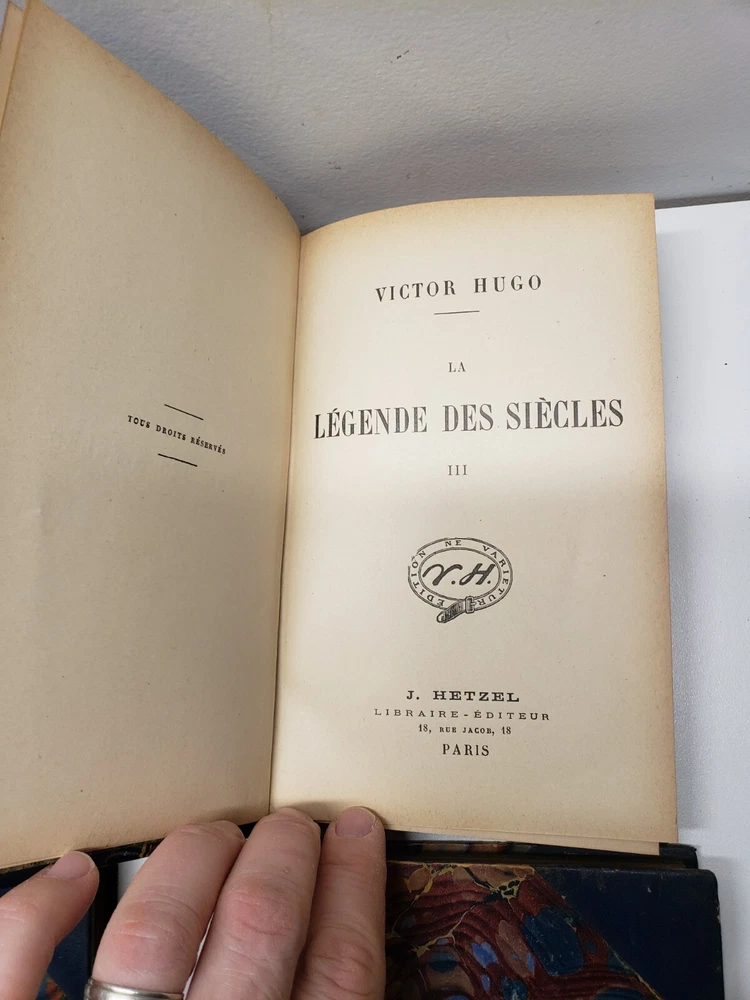 TOUS DROITS RÉSERVÉS
VICTOR HUGO
LA
LÉGENDE DES SIÈCLES
III
ÉDITION NE VARIETUR
V.H.
J. HETZEL
LIBRAIRE-ÉDITEUR
18, RUE JACOB, 18
PARIS